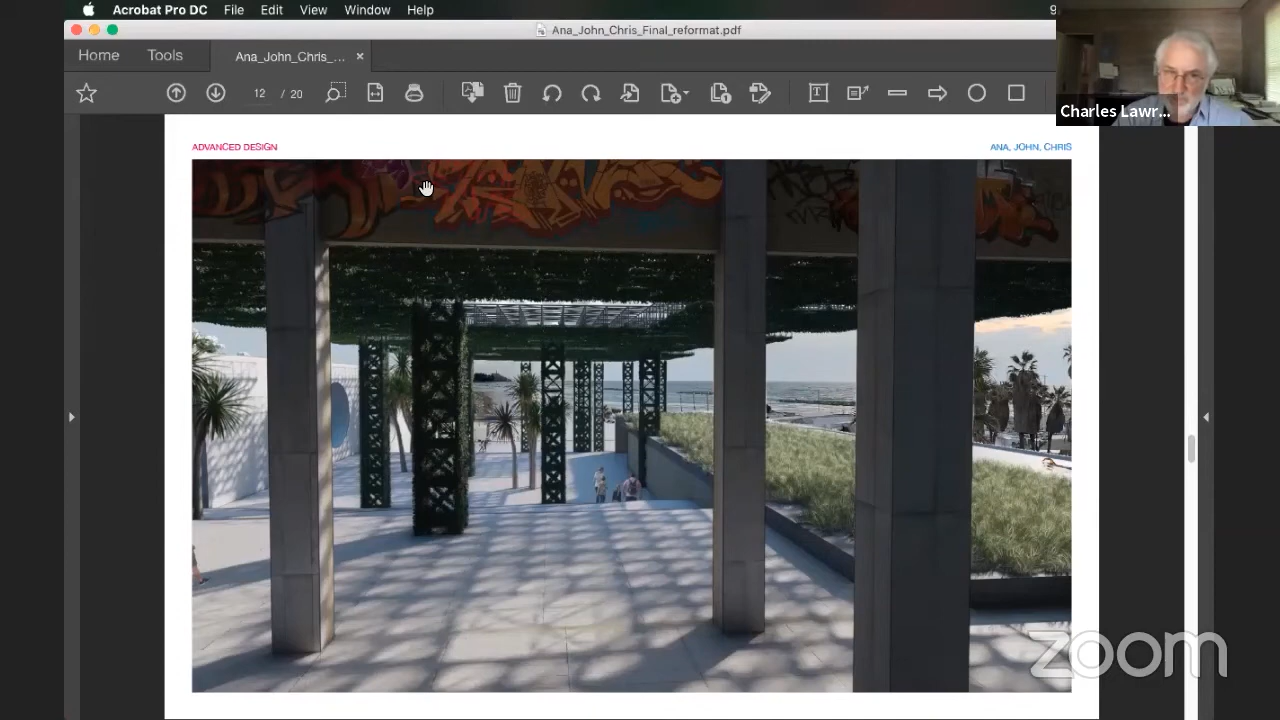 Acrobat Pro DC File Edit View Window Help
9
Ana_John_Chris_Final_reformat.pdf
Home Tools Ana_John_Chris_... ×
12 / 20
Charles Lawr...
ADVANCED DESIGN
ANA, JOHN, CHRIS
zoom